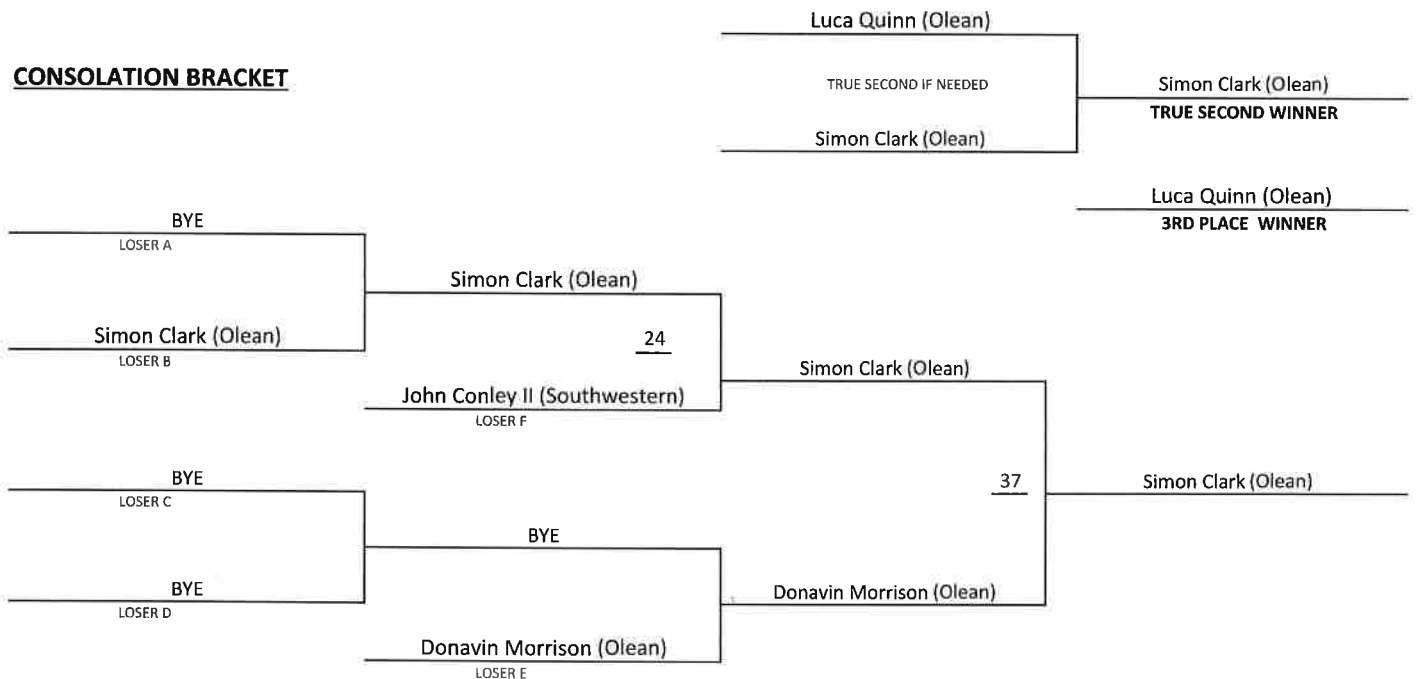 Luca Quinn (Olean)
CONSOLATION BRACKET
TRUE SECOND IF NEEDED
Simon Clark (Olean)
TRUE SECOND WINNER
Simon Clark (Olean)
Luca Quinn (Olean)
3RD PLACE WINNER
BYE
LOSER A
Simon Clark (Olean)
Simon Clark (Olean)
LOSER B
24
Simon Clark (Olean)
John Conley II (Southwestern)
LOSER F
BYE
LOSER C
37
Simon Clark (Olean)
BYE
BYE
LOSER D
Donavin Morrison (Olean)
Donavin Morrison (Olean)
LOSER E